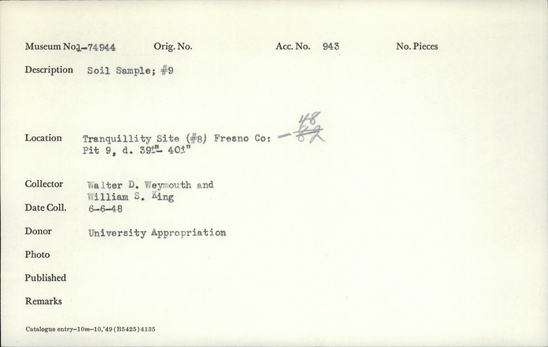 Museum No. 1-74944 Orig. No. Acc. No. 943 No. Pieces
Description Soil Sample; #9
Location Tranquillity Site (#8) Fresno Co: — 48
Pit 9, d. 39½"- 40½"
Collector Walter D. Weymouth and
William S. King
Date Coll. 6-6-48
Donor University Appropriation
Photo
Published
Remarks
Catalogue entry-10m-10,'49(B5425)4135